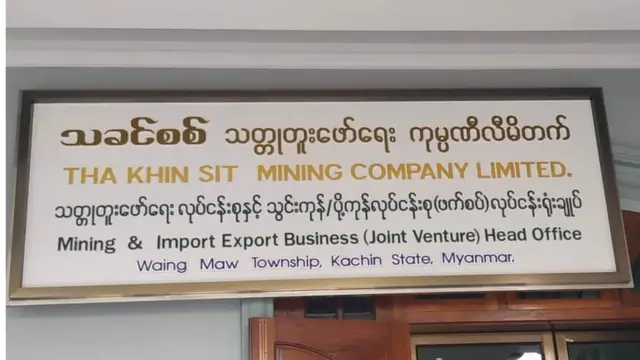 သခင်စစ် သတ္တုတူးဖော်ရေး ကုမ္ပဏီလီမိတက်
THA KHIN SIT MINING COMPANY LIMITED.
သတ္တုတူးဖော်ရေး လုပ်ငန်းစုနှင့် သွင်းကုန်/ပို့ကုန်လုပ်ငန်းစု(ဖက်စပ်)လုပ်ငန်းရုံးချုပ်
Mining & Import Export Business (Joint Venture) Head Office
Waing Maw Township, Kachin State, Myanmar.